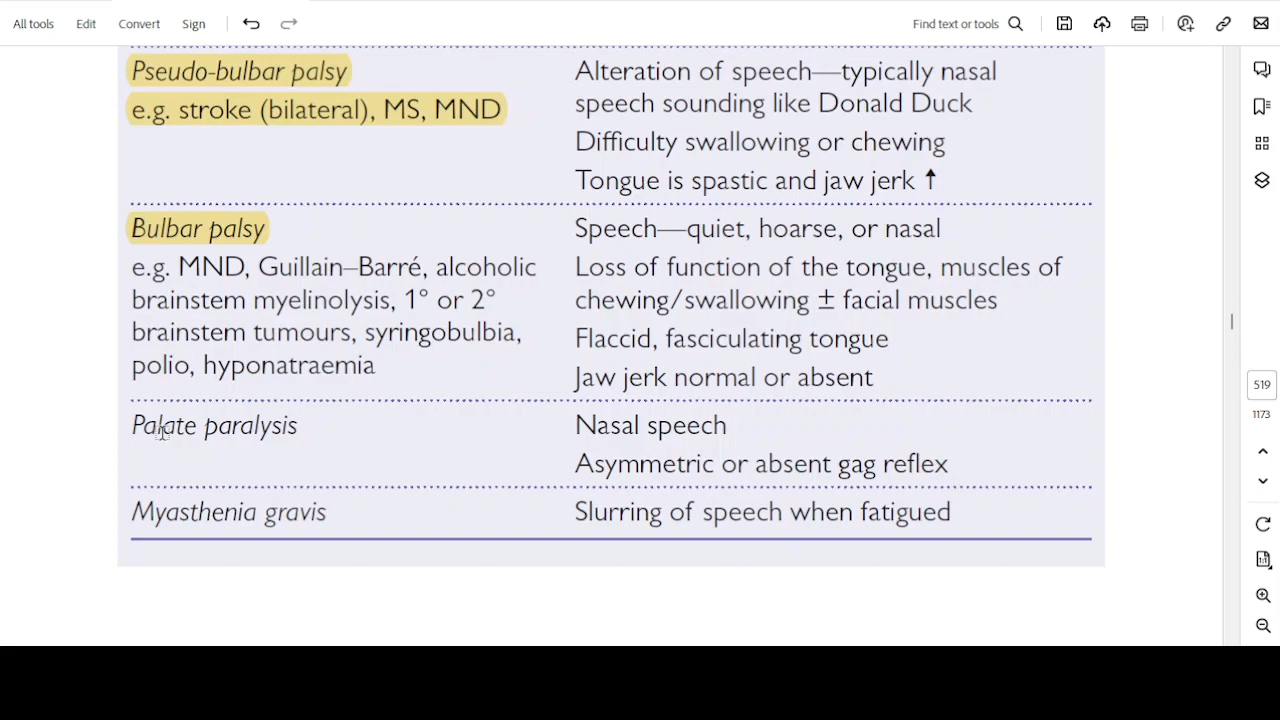 All tools Edit Convert Sign Find text or tools
Pseudo-bulbar palsy
e.g. stroke (bilateral), MS, MND
Alteration of speech—typically nasal
speech sounding like Donald Duck
Difficulty swallowing or chewing
Tongue is spastic and jaw jerk ↑
Bulbar palsy
e.g. MND, Guillain–Barré, alcoholic
brainstem myelinolysis, 1° or 2°
brainstem tumours, syringobulbia,
polio, hyponatraemia
Speech—quiet, hoarse, or nasal
Loss of function of the tongue, muscles of
chewing/swallowing ± facial muscles
Flaccid, fasciculating tongue
Jaw jerk normal or absent
Palate paralysis
Nasal speech
Asymmetric or absent gag reflex
Myasthenia gravis
Slurring of speech when fatigued
519
1173